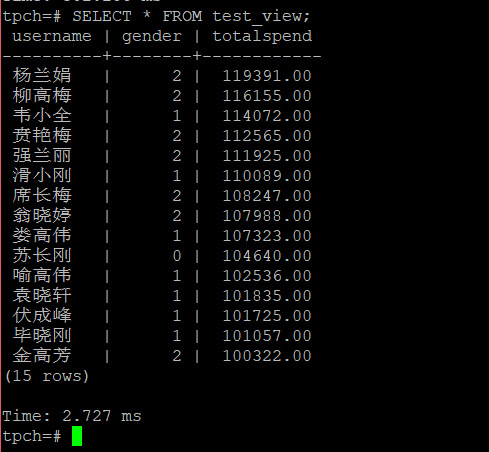 tpch=# SELECT * FROM test_view;
username | gender | totalspend
----------+--------+------------
杨兰娟 | 2 | 119391.00
柳高梅 | 2 | 116155.00
韦小全 | 1 | 114072.00
贲艳梅 | 2 | 112565.00
强兰丽 | 2 | 111925.00
滑小刚 | 1 | 110089.00
席长梅 | 2 | 108247.00
翁晓婷 | 2 | 107988.00
娄高伟 | 1 | 107323.00
苏长刚 | 0 | 104640.00
喻高伟 | 1 | 102536.00
袁晓轩 | 1 | 101835.00
伏成峰 | 1 | 101725.00
毕晓刚 | 1 | 101057.00
金高芳 | 2 | 100322.00
(15 rows)
Time: 2.727 ms
tpch=#